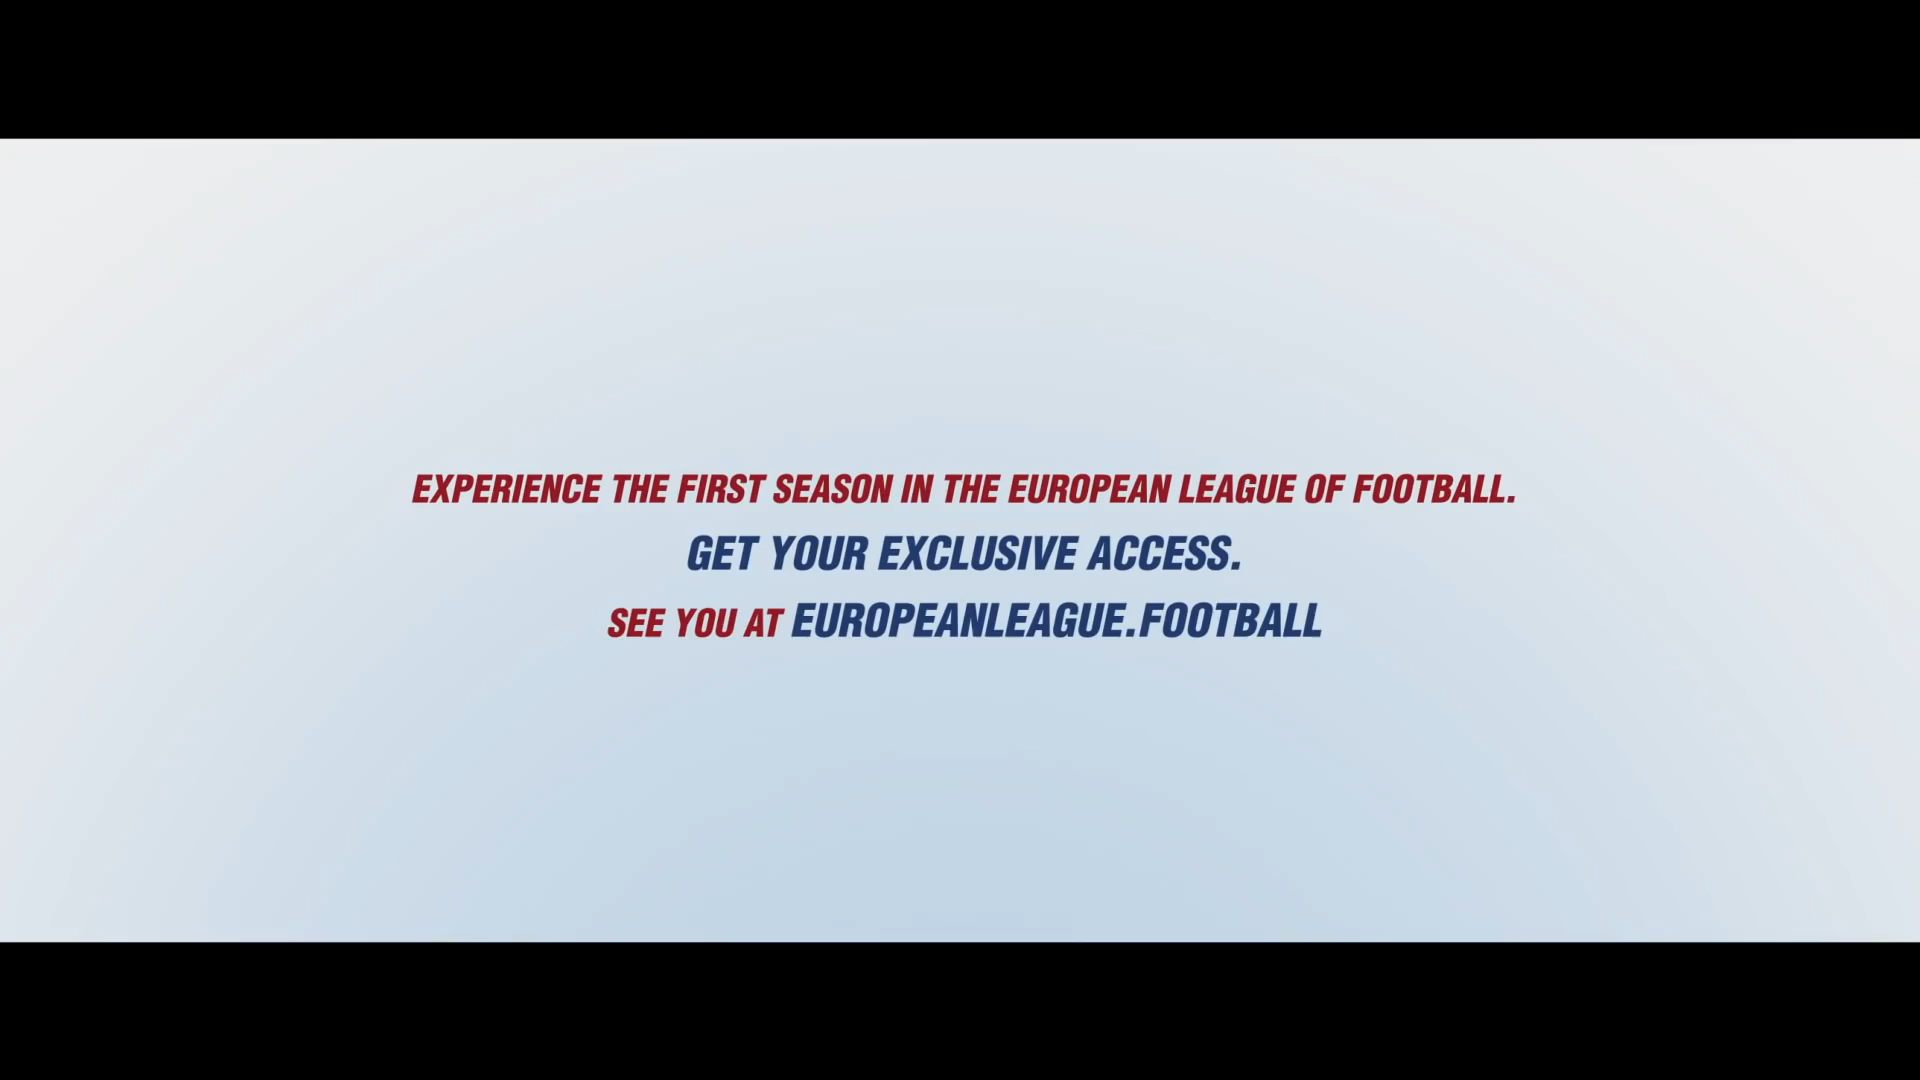 EXPERIENCE THE FIRST SEASON IN THE EUROPEAN LEAGUE OF FOOTBALL.
GET YOUR EXCLUSIVE ACCESS.
SEE YOU AT EUROPEANLEAGUE.FOOTBALL